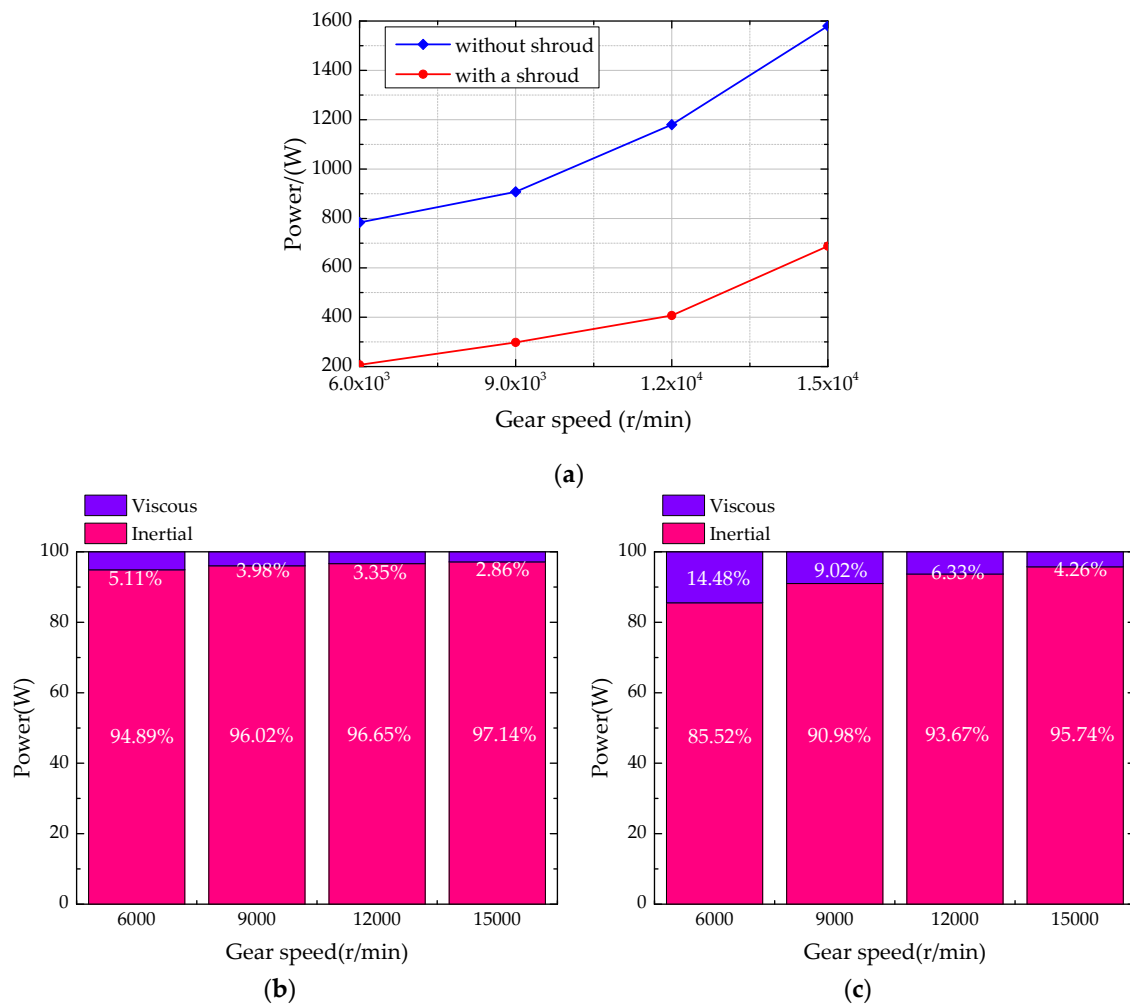 1600
1400
1200
1000
800
600
400
200
Power/(W)
without shroud
with a shroud
6.0x10³ 9.0x10³ 1.2x10⁴ 1.5x10⁴
Gear speed (r/min)
(a)
Viscous
Inertial
100
80
60
40
20
0
Power(W)
5.11% 3.98% 3.35% 2.86%
94.89% 96.02% 96.65% 97.14%
6000 9000 12000 15000
Gear speed(r/min)
(b)
Viscous
Inertial
100
80
60
40
20
0
Power(W)
14.48% 9.02% 6.33% 4.26%
85.52% 90.98% 93.67% 95.74%
6000 9000 12000 15000
Gear speed(r/min)
(c)